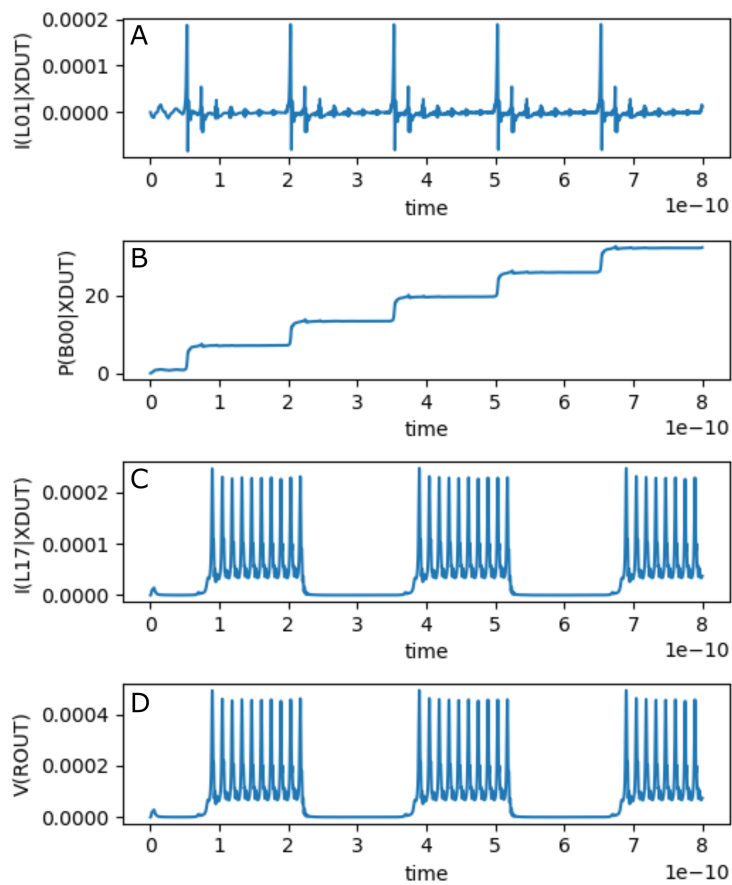 A
I(L01|XDUT)
0.0002
0.0001
0.0000
0 1 2 3 4 5 6 7 8
1e−10
time
B
P(B00|XDUT)
20
0
0 1 2 3 4 5 6 7 8
1e−10
time
C
I(L17|XDUT)
0.0002
0.0001
0.0000
0 1 2 3 4 5 6 7 8
1e−10
time
D
V(ROUT)
0.0004
0.0002
0.0000
0 1 2 3 4 5 6 7 8
1e−10
time